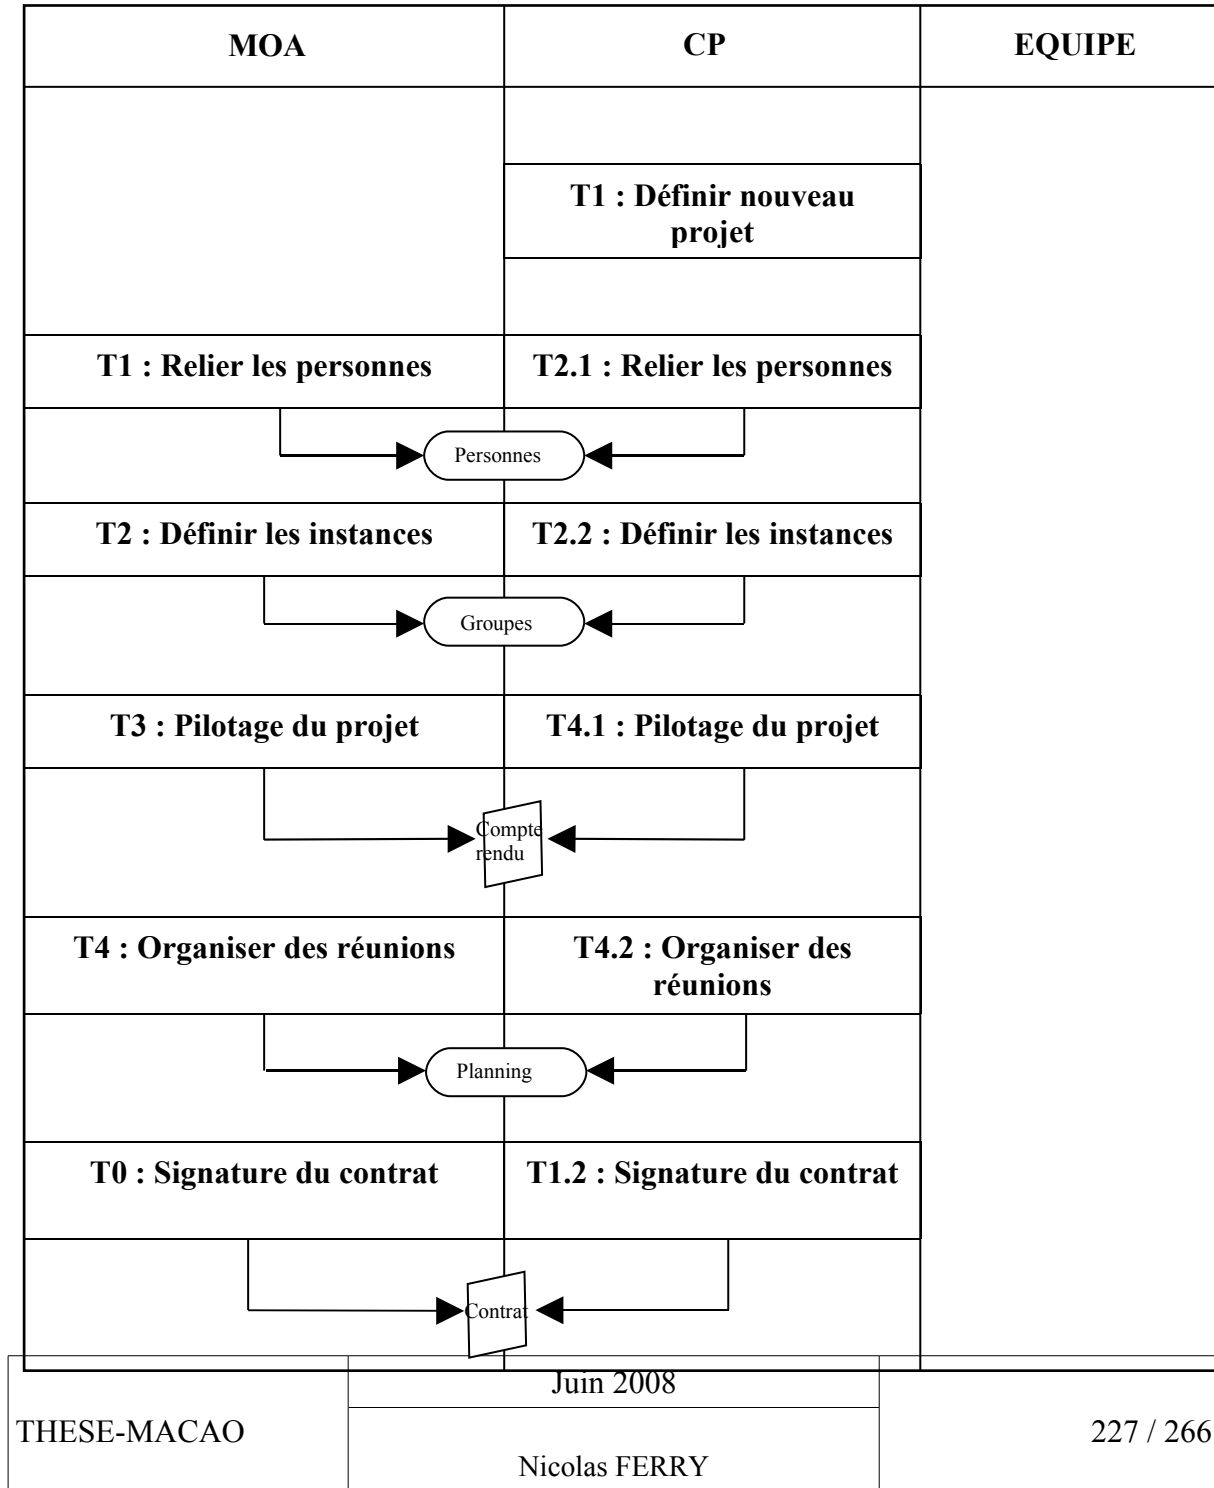 MOA CP EQUIPE
T1 : Définir nouveau
projet
T1 : Relier les personnes T2.1 : Relier les personnes
Personnes
T2 : Définir les instances T2.2 : Définir les instances
Groupes
T3 : Pilotage du projet T4.1 : Pilotage du projet
Compte
rendu
T4 : Organiser des réunions T4.2 : Organiser des
réunions
Planning
T0 : Signature du contrat T1.2 : Signature du contrat
Contrat
Juin 2008
THESE-MACAO 227 / 266
Nicolas FERRY